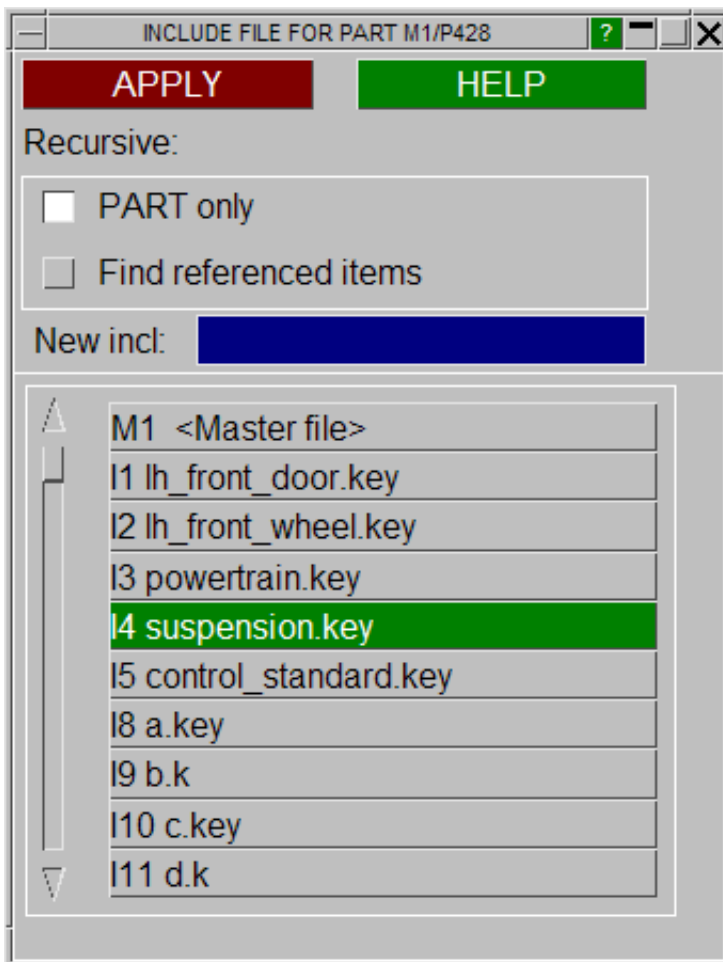 INCLUDE FILE FOR PART M1/P428 ?
APPLY HELP
Recursive:
PART only
Find referenced items
New incl:
M1 <Master file>
I1 lh_front_door.key
I2 lh_front_wheel.key
I3 powertrain.key
I4 suspension.key
I5 control_standard.key
I8 a.key
I9 b.k
I10 c.key
I11 d.k